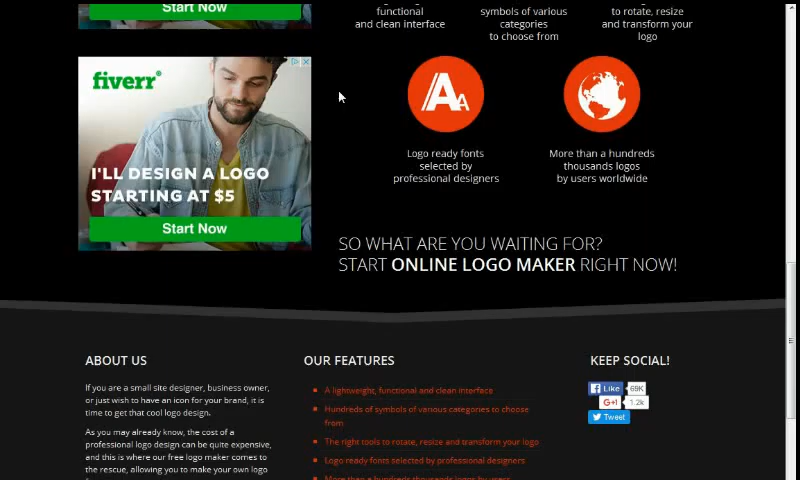 Start Now
functional
and clean interface
symbols of various
categories
to choose from
to rotate, resize
and transform your
logo
fiverr®
I'LL DESIGN A LOGO
STARTING AT $5
Start Now
AA
Logo ready fonts
selected by
professional designers
More than a hundreds
thousands logos
by users worldwide
SO WHAT ARE YOU WAITING FOR?
START ONLINE LOGO MAKER RIGHT NOW!
ABOUT US
If you are a small site designer, business owner,
or just wish to have an icon for your brand, it is
time to get that cool logo design.
As you may already know, the cost of a
professional logo design can be quite expensive,
and this is where our free logo maker comes to
the rescue, allowing you to make your own logo
OUR FEATURES
A lightweight, functional and clean interface
Hundreds of symbols of various categories to choose
from
The right tools to rotate, resize and transform your logo
Logo ready fonts selected by professional designers
More than a hundreds thousands logos by users
KEEP SOCIAL!
Like 69K
G+1 1.2k
Tweet